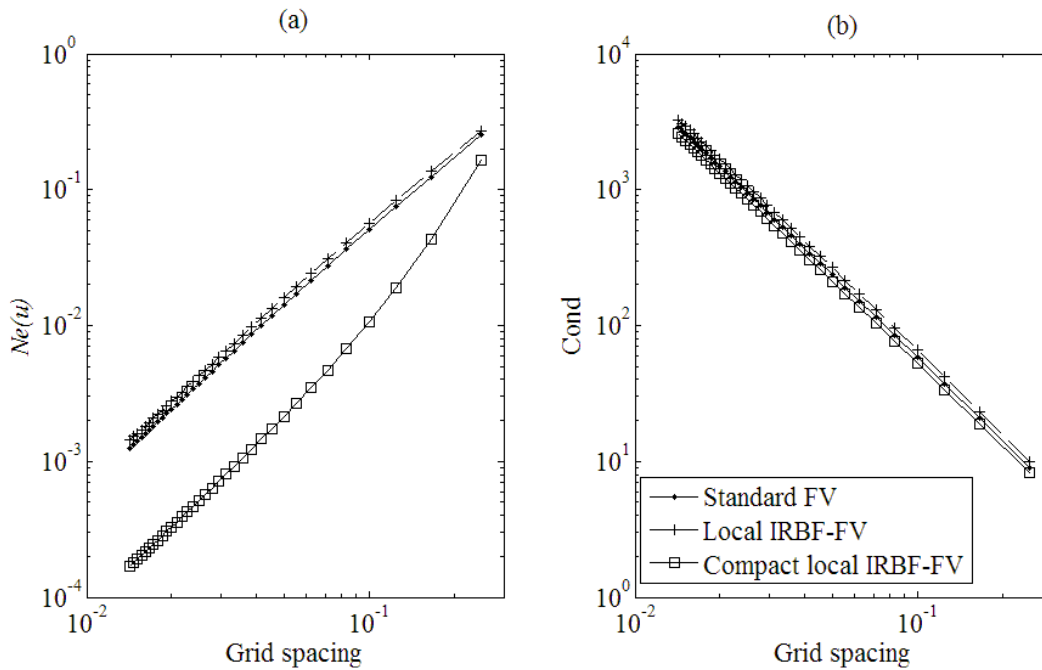 (a)
10^0
10^-1
10^-2
10^-3
10^-4
Ne(u)
10^-2
10^-1
Grid spacing
(b)
10^4
10^3
10^2
10^1
10^0
Cond
10^-2
10^-1
Grid spacing
Standard FV
Local IRBF-FV
Compact local IRBF-FV